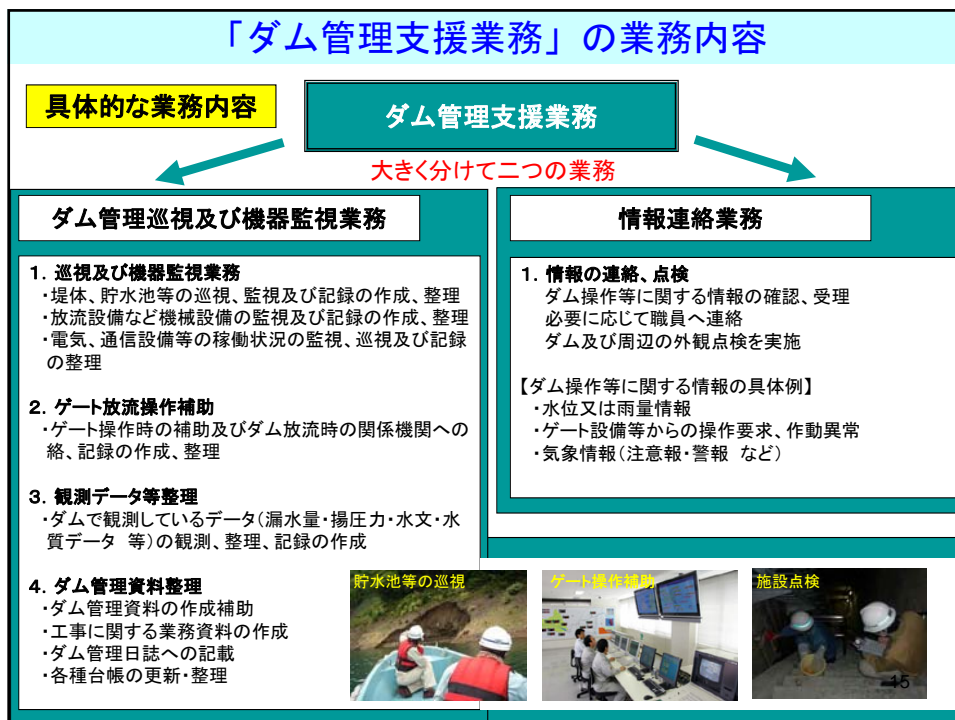 「ダム管理支援業務」の業務内容
具体的な業務内容
ダム管理支援業務
大きく分けて二つの業務
ダム管理巡視及び機器監視業務
1．巡視及び機器監視業務
・堤体、貯水池等の巡視、監視及び記録の作成、整理
・放流設備など機械設備の監視及び記録の作成、整理
・電気、通信設備等の稼働状況の監視、巡視及び記録
の整理
2．ゲート放流操作補助
・ゲート操作時の補助及びダム放流時の関係機関への
絡、記録の作成、整理
3．観測データ等整理
・ダムで観測しているデータ（漏水量・揚圧力・水文・水
質データ 等）の観測、整理、記録の作成
4．ダム管理資料整理
・ダム管理資料の作成補助
・工事に関する業務資料の作成
・ダム管理日誌への記載
・各種台帳の更新・整理
情報連絡業務
1．情報の連絡、点検
ダム操作等に関する情報の確認、受理
必要に応じて職員へ連絡
ダム及び周辺の外観点検を実施
【ダム操作等に関する情報の具体例】
・水位又は雨量情報
・ゲート設備等からの操作要求、作動異常
・気象情報（注意報・警報 など）
貯水池等の巡視
ゲート操作補助
施設点検
15